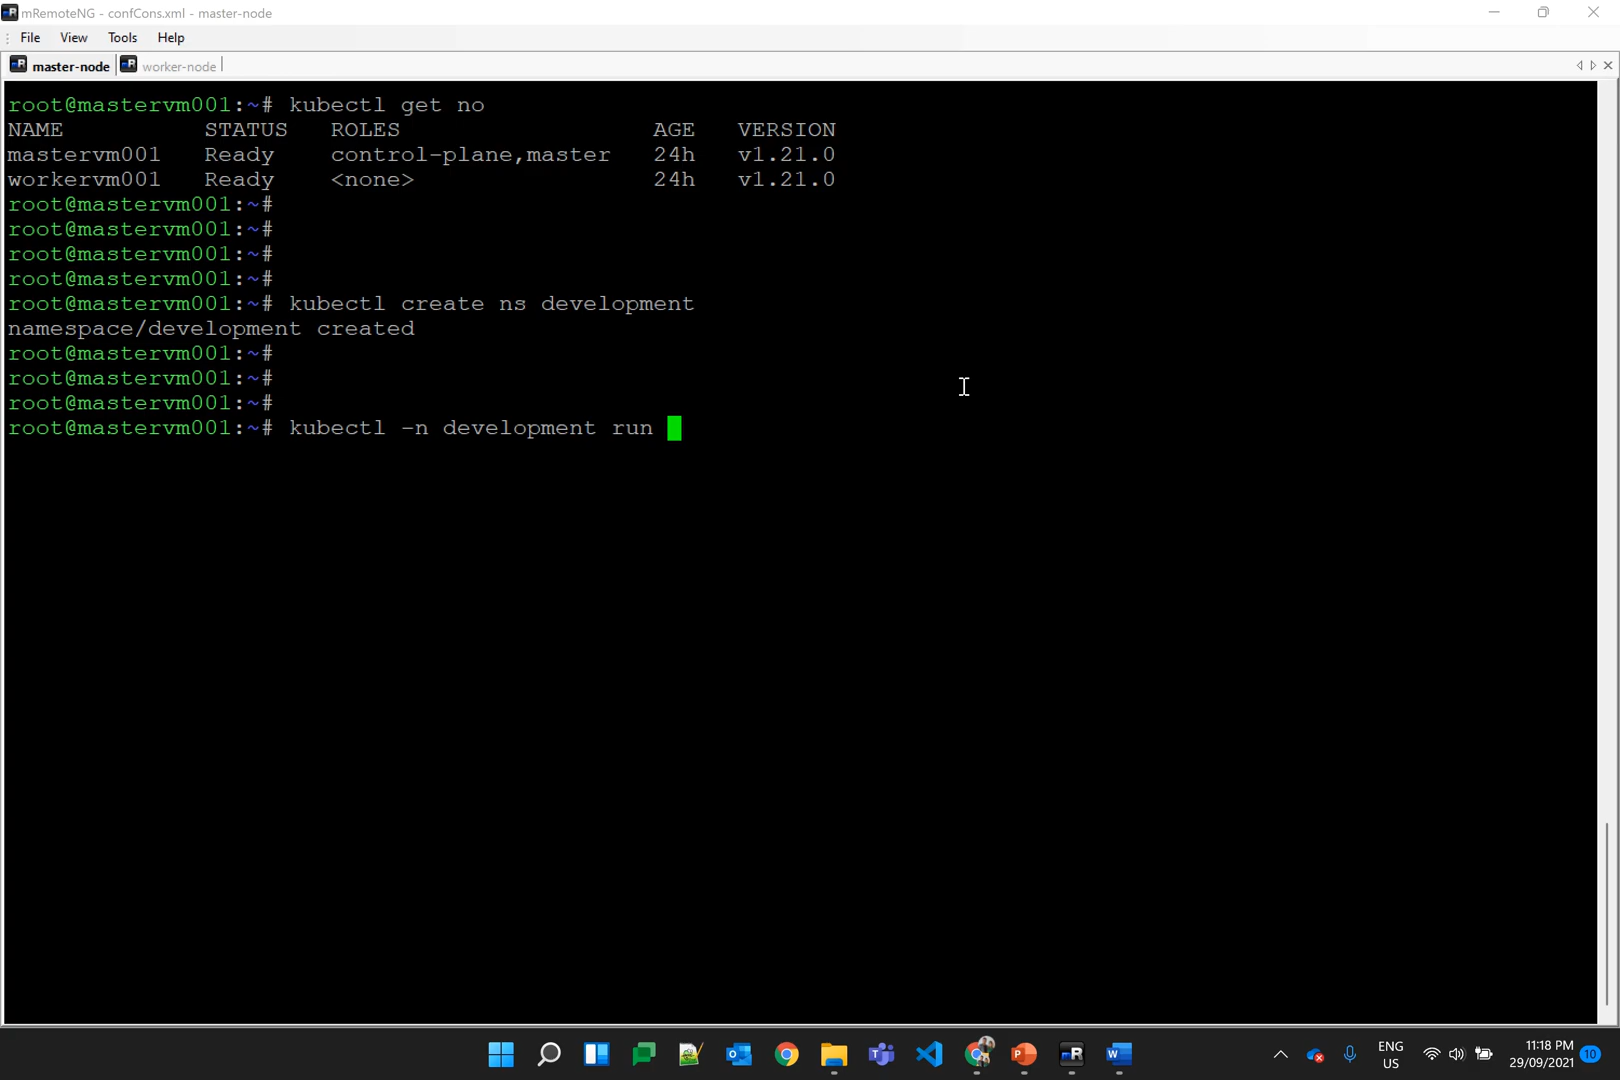 mRemoteNG - confCons.xml - master-node
File View Tools Help
master-node worker-node
root@mastervm001:~# kubectl get no
NAME STATUS ROLES AGE VERSION
mastervm001 Ready control-plane,master 24h v1.21.0
workervm001 Ready <none> 24h v1.21.0
root@mastervm001:~#
root@mastervm001:~#
root@mastervm001:~#
root@mastervm001:~#
root@mastervm001:~# kubectl create ns development
namespace/development created
root@mastervm001:~#
root@mastervm001:~#
root@mastervm001:~#
root@mastervm001:~# kubectl -n development run
ENG
US
11:18 PM
29/09/2021
10